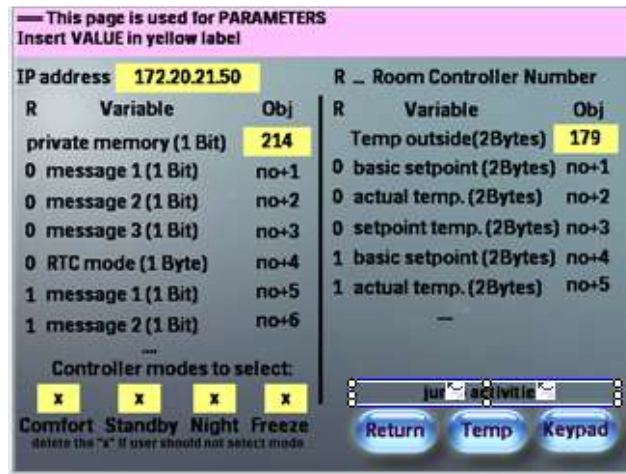 — This page is used for PARAMETERS
Insert VALUE in yellow label
IP address 172.20.21.50
R ... Room Controller Number
R Variable Obj
private memory (1 Bit) 214
0 message 1 (1 Bit) no+1
0 message 2 (1 Bit) no+2
0 message 3 (1 Bit) no+3
0 RTC mode (1 Byte) no+4
1 message 1 (1 Bit) no+5
1 message 2 (1 Bit) no+6
...
R Variable Obj
Temp outside(2Bytes) 179
0 basic setpoint (2Bytes) no+1
0 actual temp. (2Bytes) no+2
0 setpoint temp. (2Bytes) no+3
1 basic setpoint (2Bytes) no+4
1 actual temp. (2Bytes) no+5
...
Controller modes to select:
x x x x
Comfort Standby Night Freeze
delete the "x" if user should not select mode
Return Temp Keypad